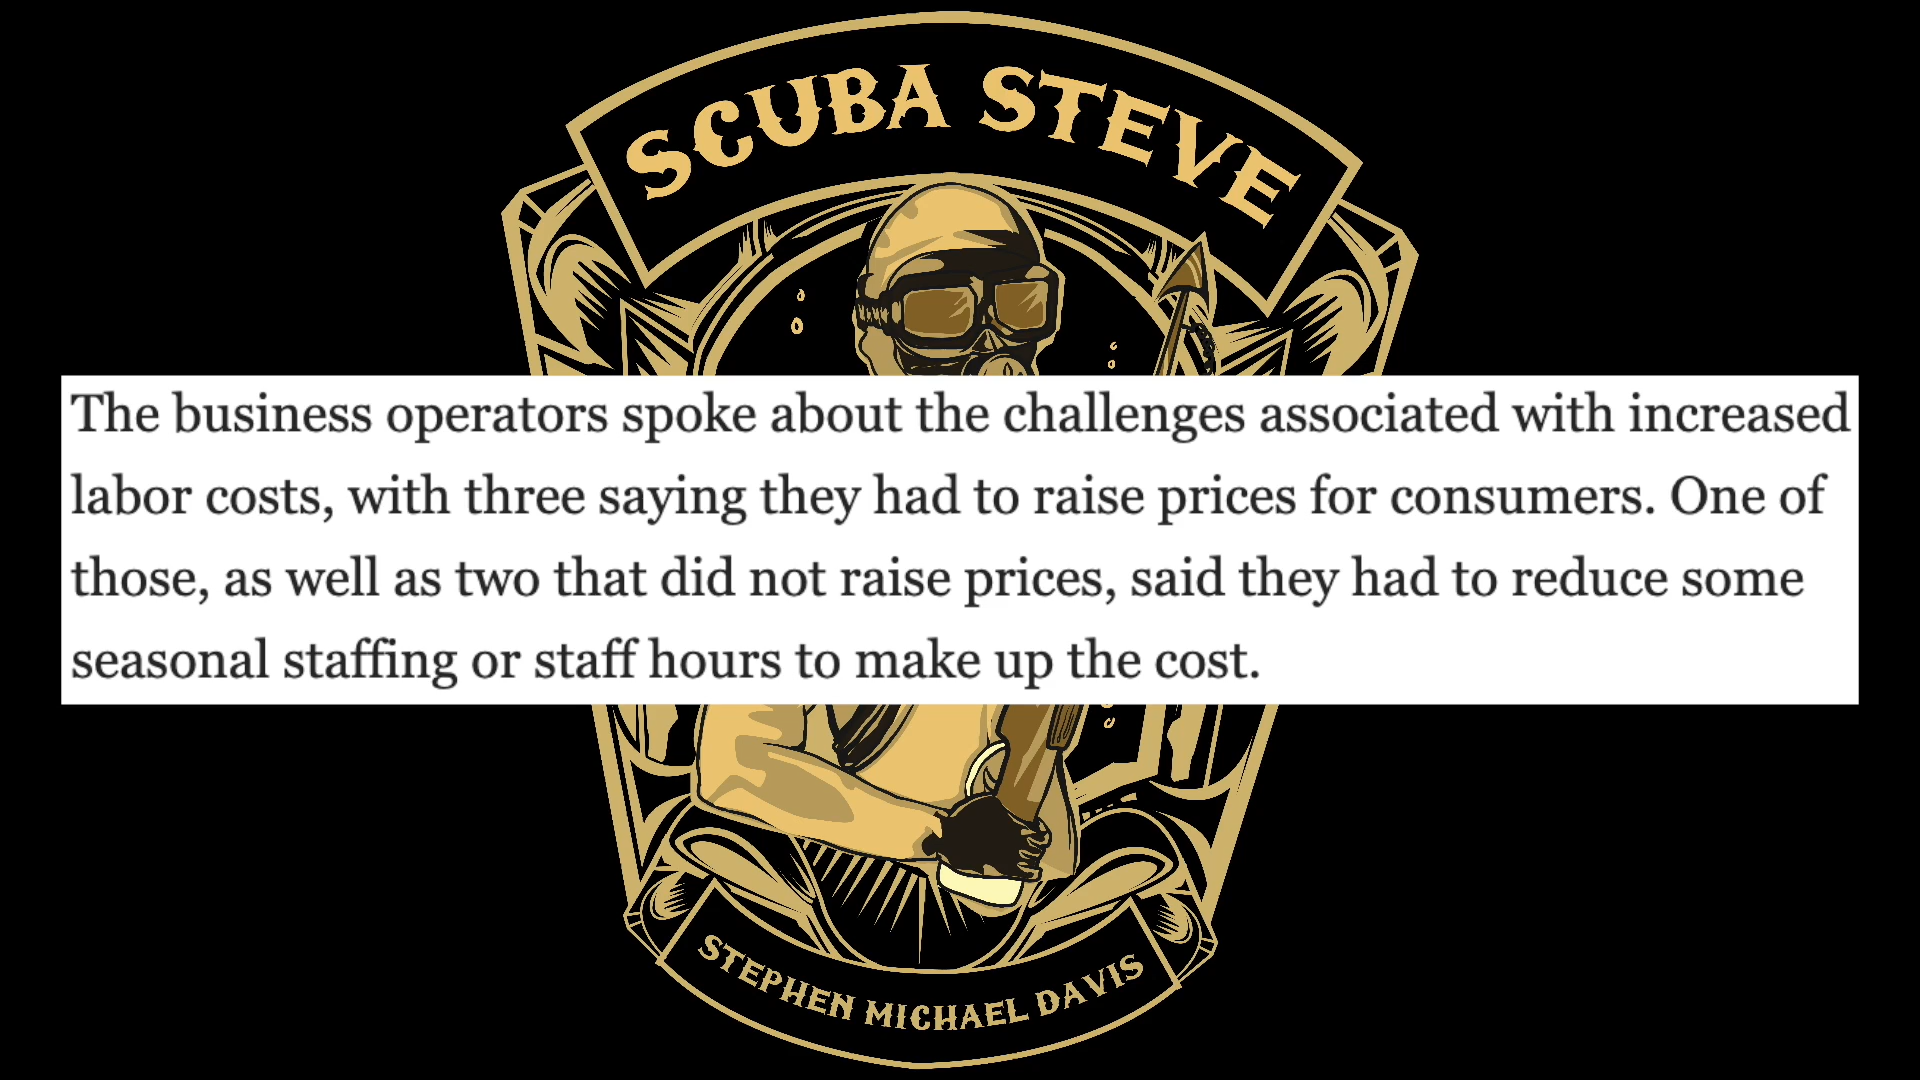 SCUBA STEVE
The business operators spoke about the challenges associated with increased
labor costs, with three saying they had to raise prices for consumers. One of
those, as well as two that did not raise prices, said they had to reduce some
seasonal staffing or staff hours to make up the cost.
STEPHEN MICHAEL DAVIS